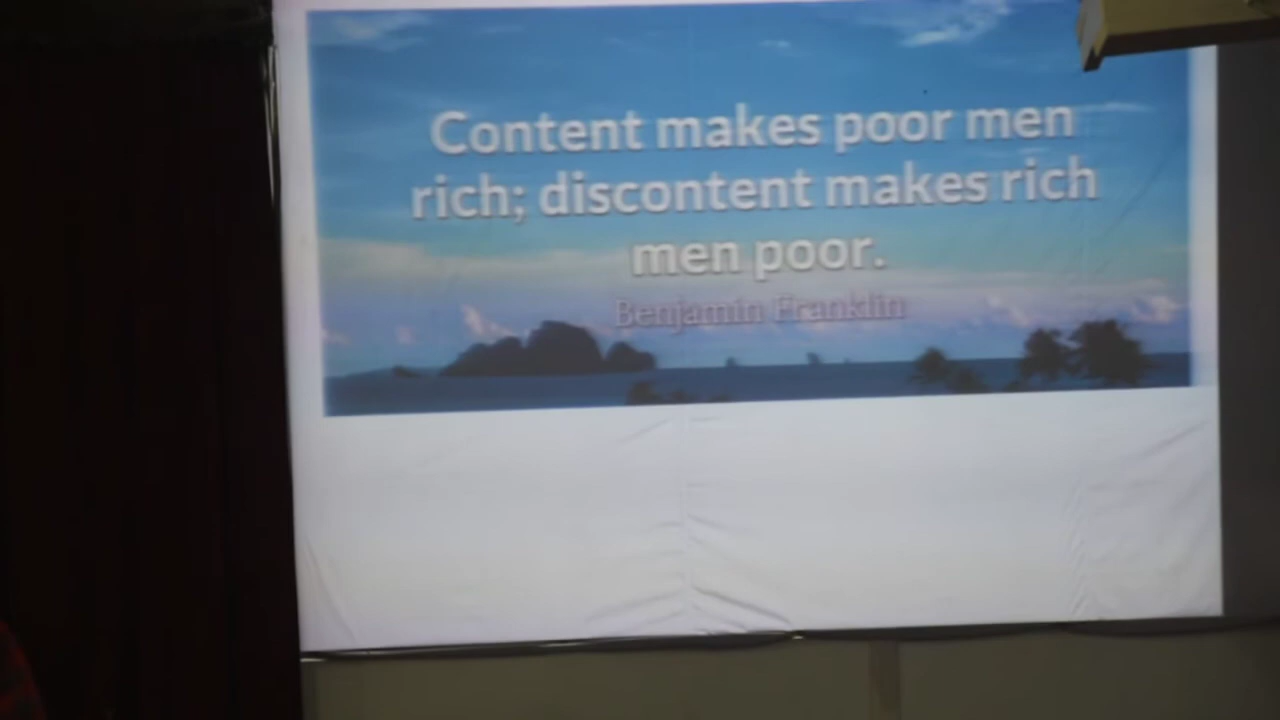 Content makes poor men
rich; discontent makes rich
men poor.
Benjamin Franklin